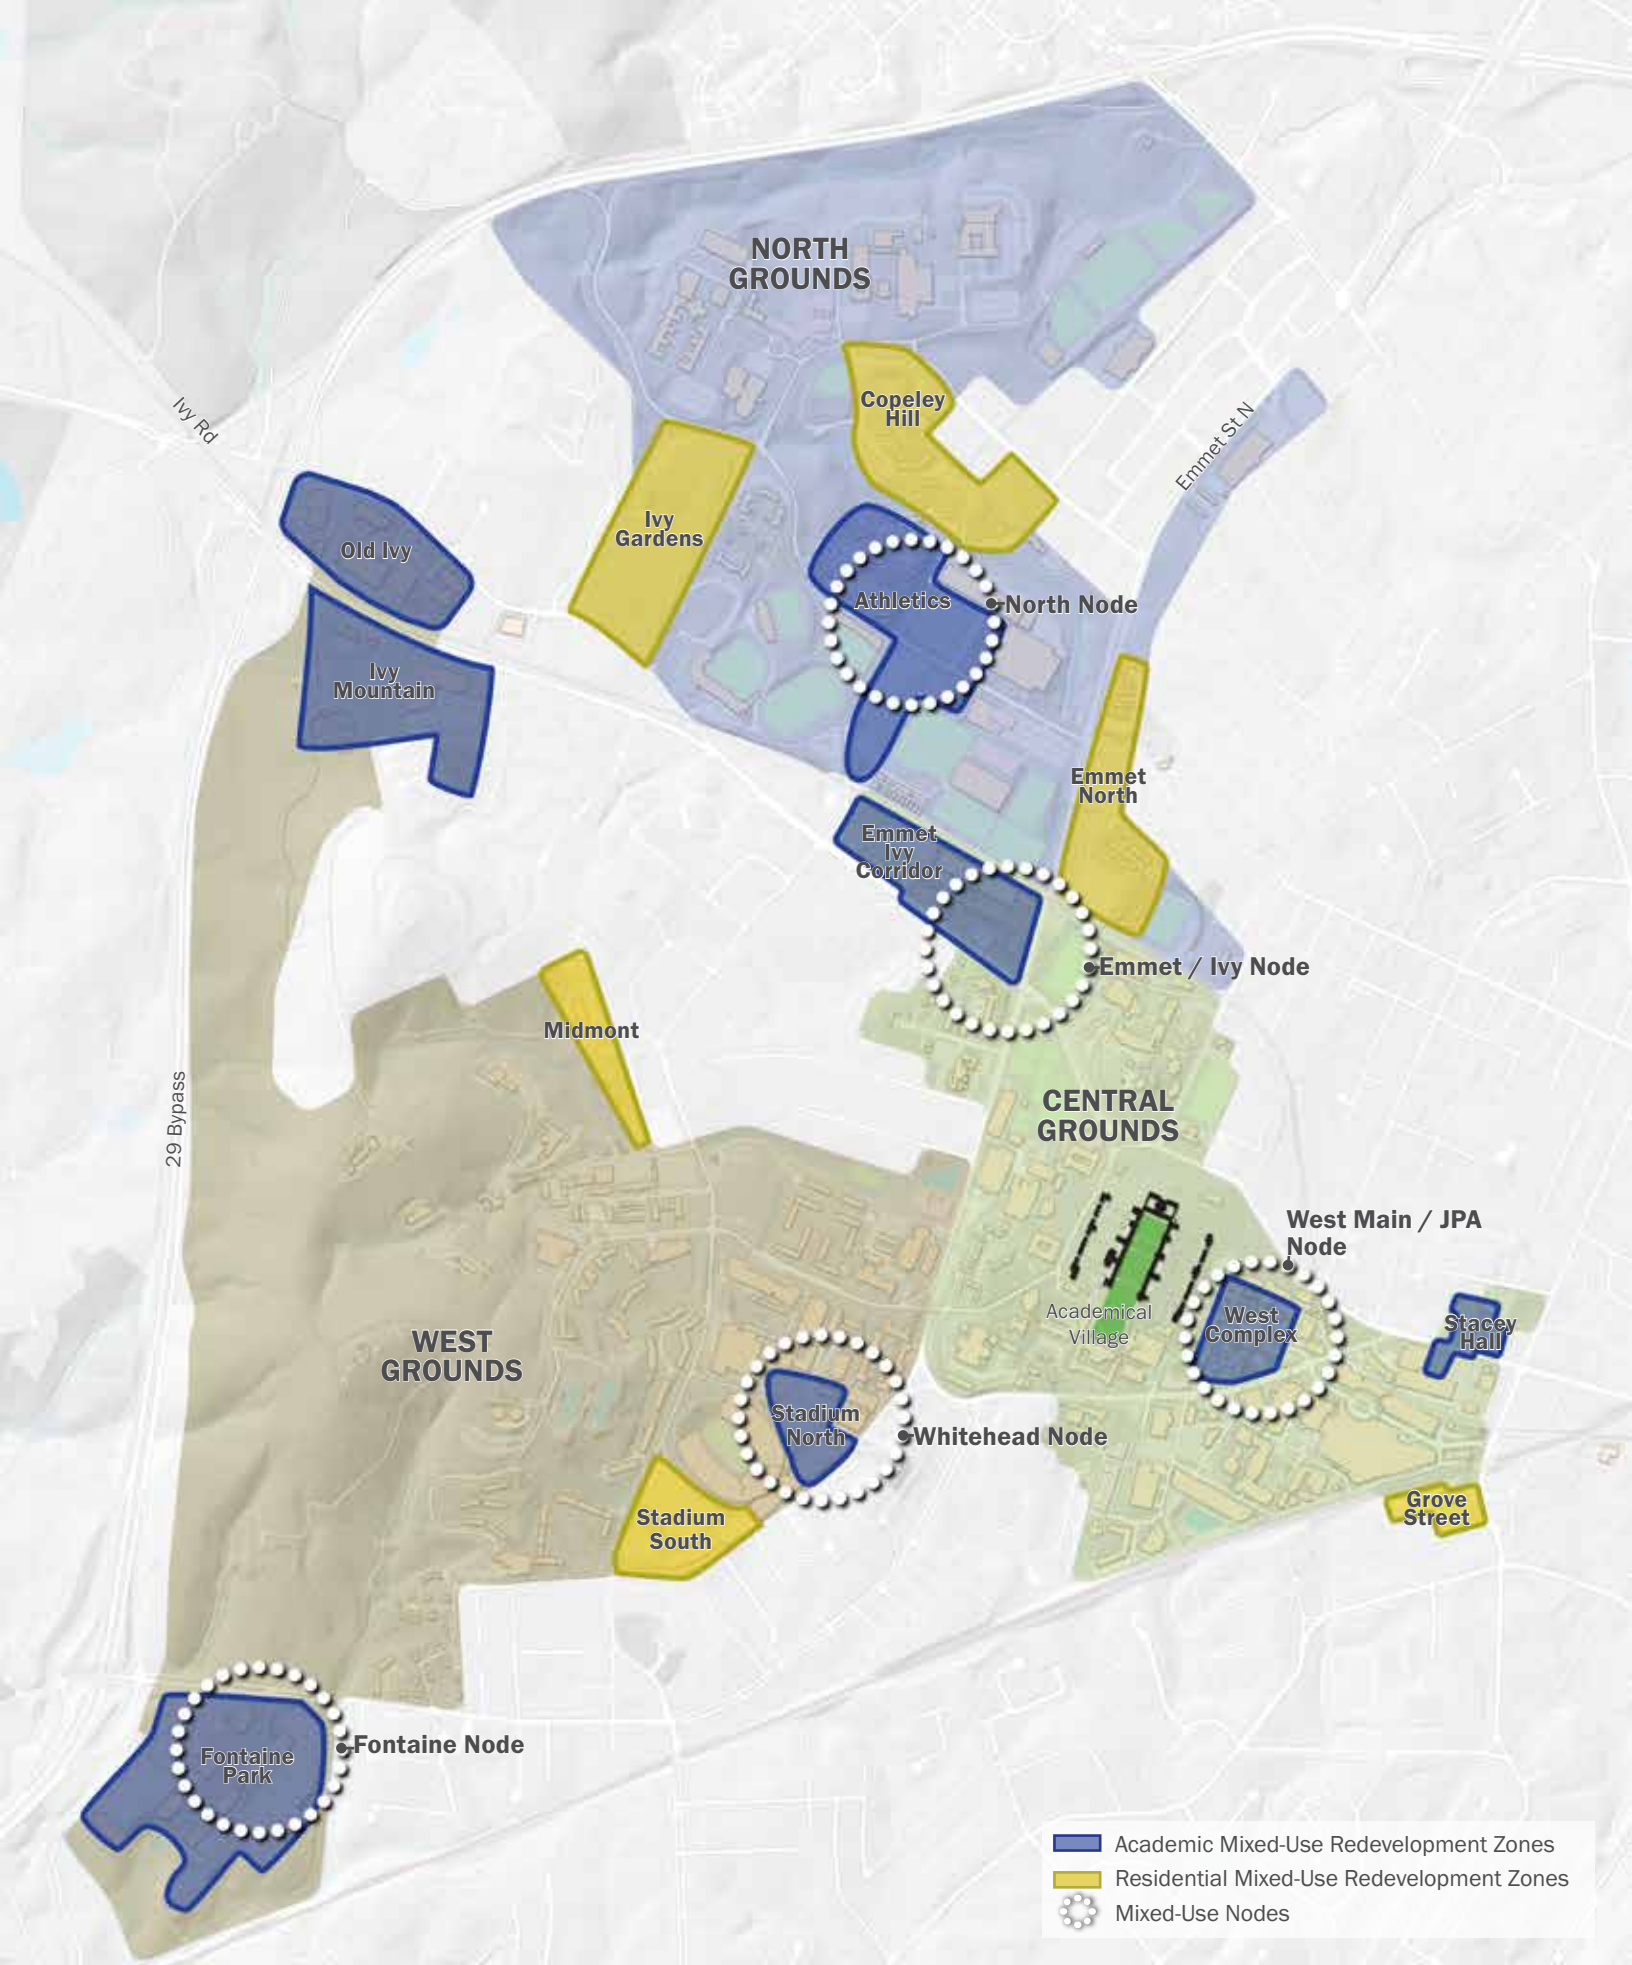 NORTH
GROUNDS
Copeley
Hill
Ivy Rd
Emmet St N
Ivy
Gardens
Old Ivy
Athletics
North Node
Ivy
Mountain
Emmet
North
Emmet
Ivy
Corridor
Emmet / Ivy Node
Midmont
29 Bypass
CENTRAL
GROUNDS
West Main / JPA
Node
Academical
Village
West
Complex
Stacey
Hall
WEST
GROUNDS
Stadium
North
Whitehead Node
Stadium
South
Grove
Street
Fontaine Node
Fontaine
Park
Academic Mixed-Use Redevelopment Zones
Residential Mixed-Use Redevelopment Zones
Mixed-Use Nodes